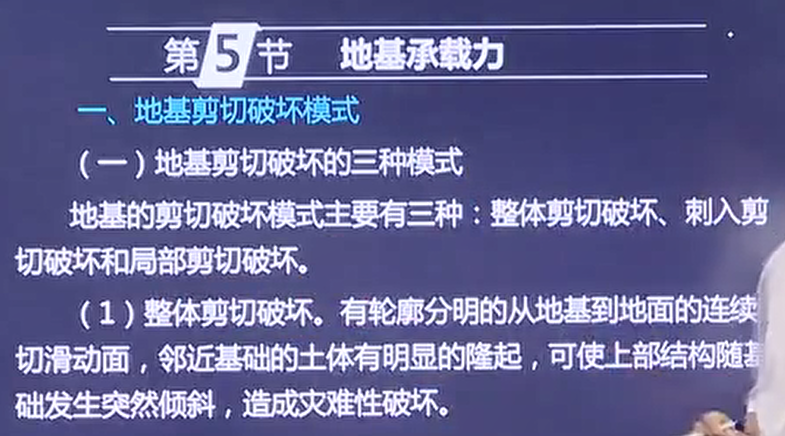 第5节 地基承载力
一、地基剪切破坏模式
（一）地基剪切破坏的三种模式
地基的剪切破坏模式主要有三种：整体剪切破坏、刺入剪
切破坏和局部剪切破坏。
（1）整体剪切破坏。有轮廓分明的从地基到地面的连续
切滑动面，邻近基础的土体有明显的隆起，可使上部结构随基
础发生突然倾斜，造成灾难性破坏。